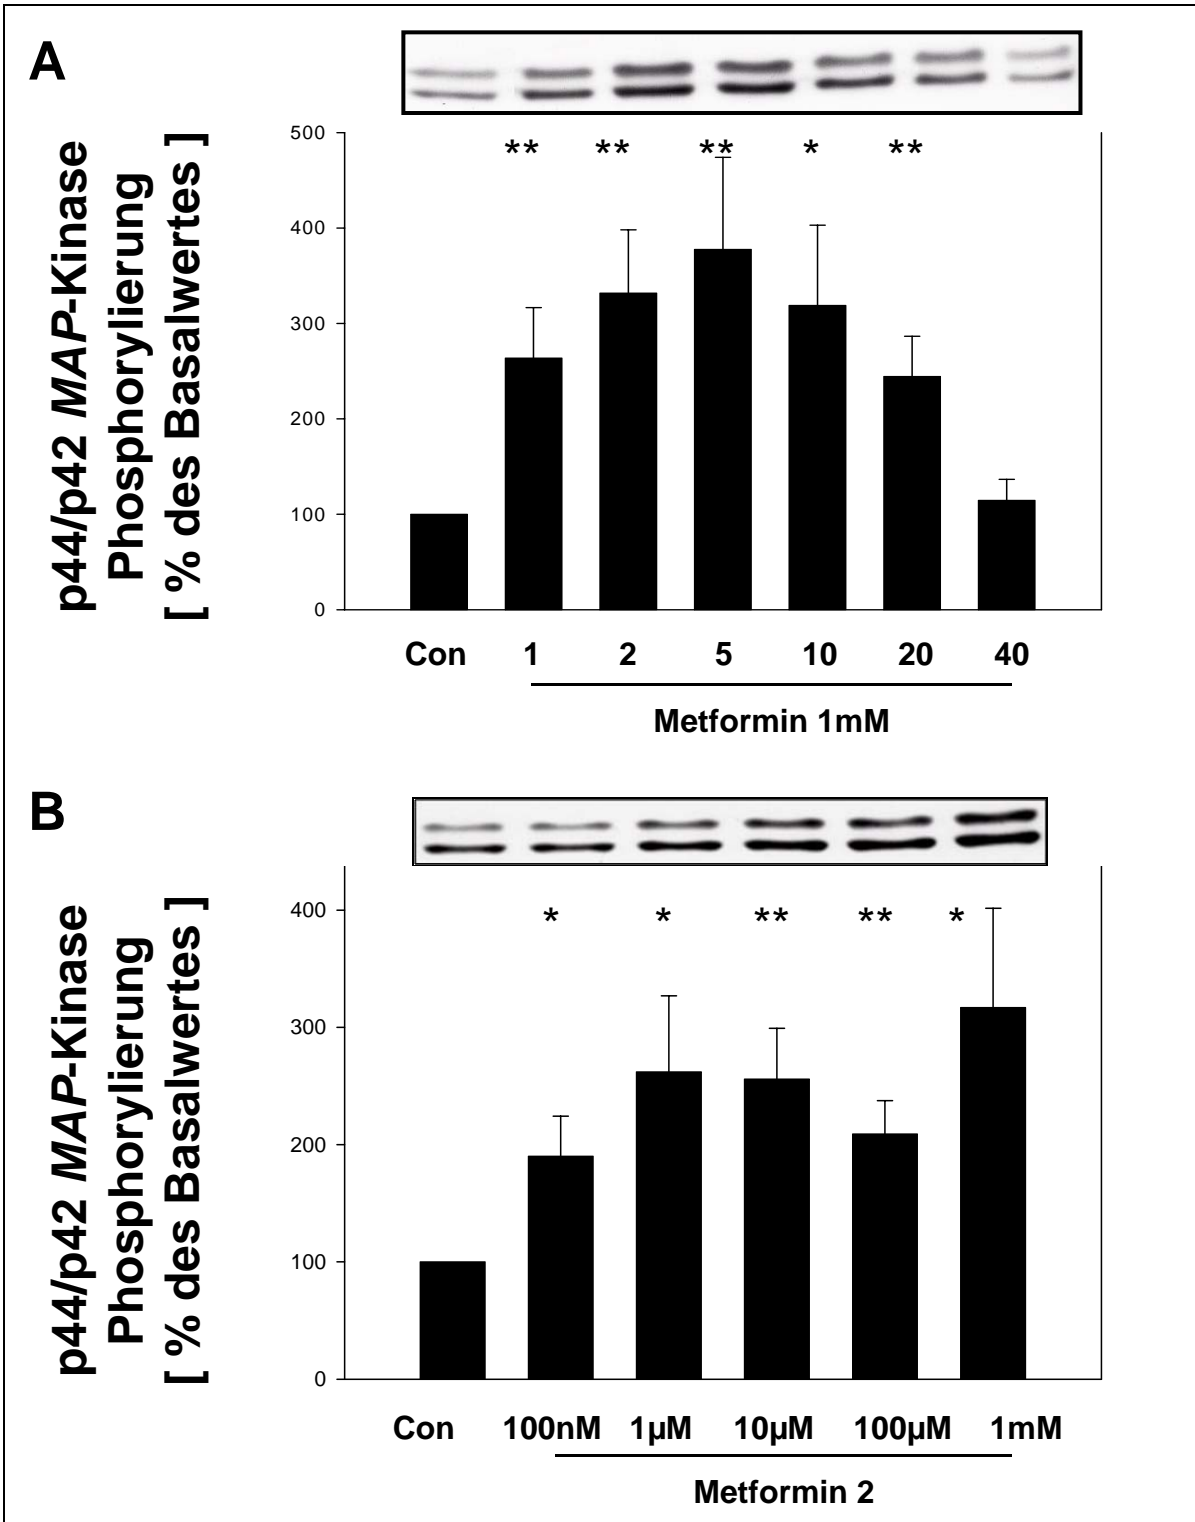 A
p44/p42 MAP-Kinase
Phosphorylierung
[ % des Basalwertes ]
** ** ** * **
500
400
300
200
100
0
Con 1 2 5 10 20 40
Metformin 1mM
B
p44/p42 MAP-Kinase
Phosphorylierung
[ % des Basalwertes ]
* * ** ** *
400
300
200
100
0
Con 100nM 1µM 10µM 100µM 1mM
Metformin 2